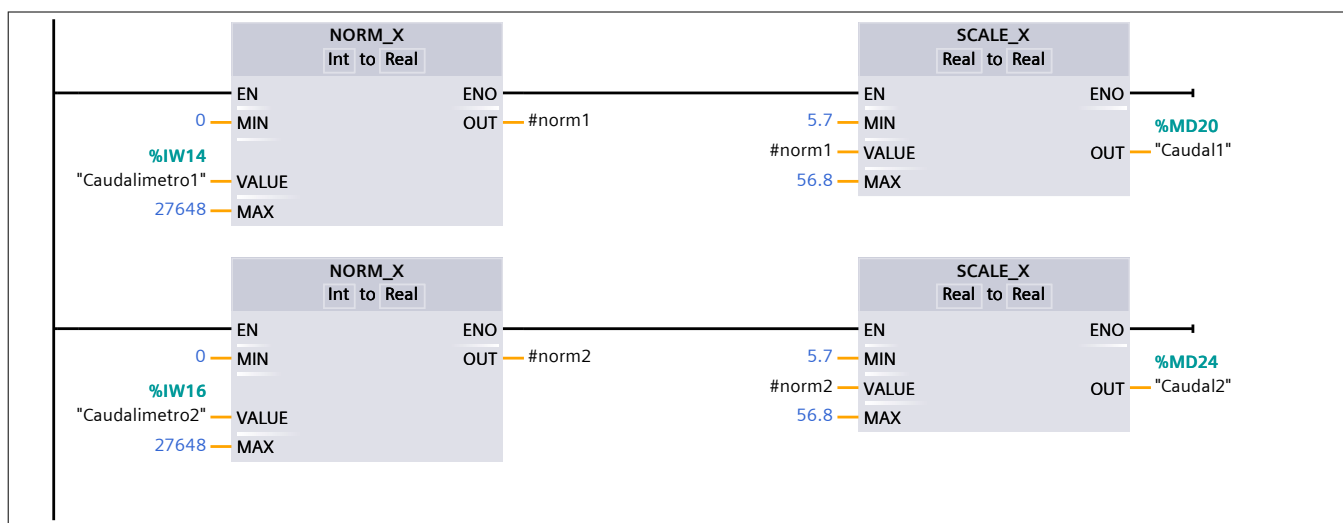 NORM_X
Int to Real
EN
ENO
0
MIN
OUT
#norm1
%IW14
"Caudalimetro1"
VALUE
27648
MAX
SCALE_X
Real to Real
EN
ENO
5.7
MIN
%MD20
#norm1
VALUE
OUT
"Caudal1"
56.8
MAX
NORM_X
Int to Real
EN
ENO
0
MIN
OUT
#norm2
%IW16
"Caudalimetro2"
VALUE
27648
MAX
SCALE_X
Real to Real
EN
ENO
5.7
MIN
%MD24
#norm2
VALUE
OUT
"Caudal2"
56.8
MAX